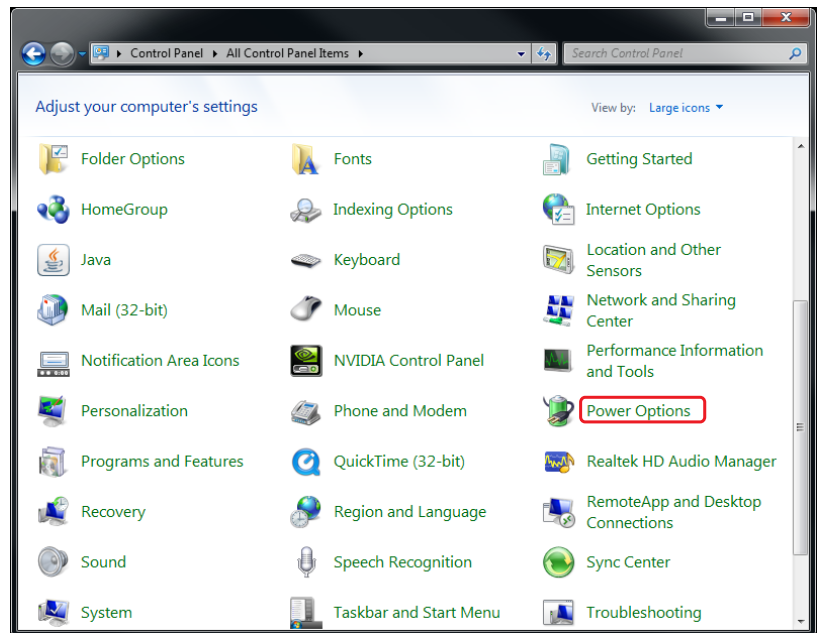 Control Panel ▸ All Control Panel Items ▸
Search Control Panel
Adjust your computer's settings
View by: Large icons
Folder Options
Fonts
Getting Started
HomeGroup
Indexing Options
Internet Options
Java
Keyboard
Location and Other
Sensors
Mail (32-bit)
Mouse
Network and Sharing
Center
Notification Area Icons
NVIDIA Control Panel
Performance Information
and Tools
Personalization
Phone and Modem
Power Options
Programs and Features
QuickTime (32-bit)
Realtek HD Audio Manager
Recovery
Region and Language
RemoteApp and Desktop
Connections
Sound
Speech Recognition
Sync Center
System
Taskbar and Start Menu
Troubleshooting